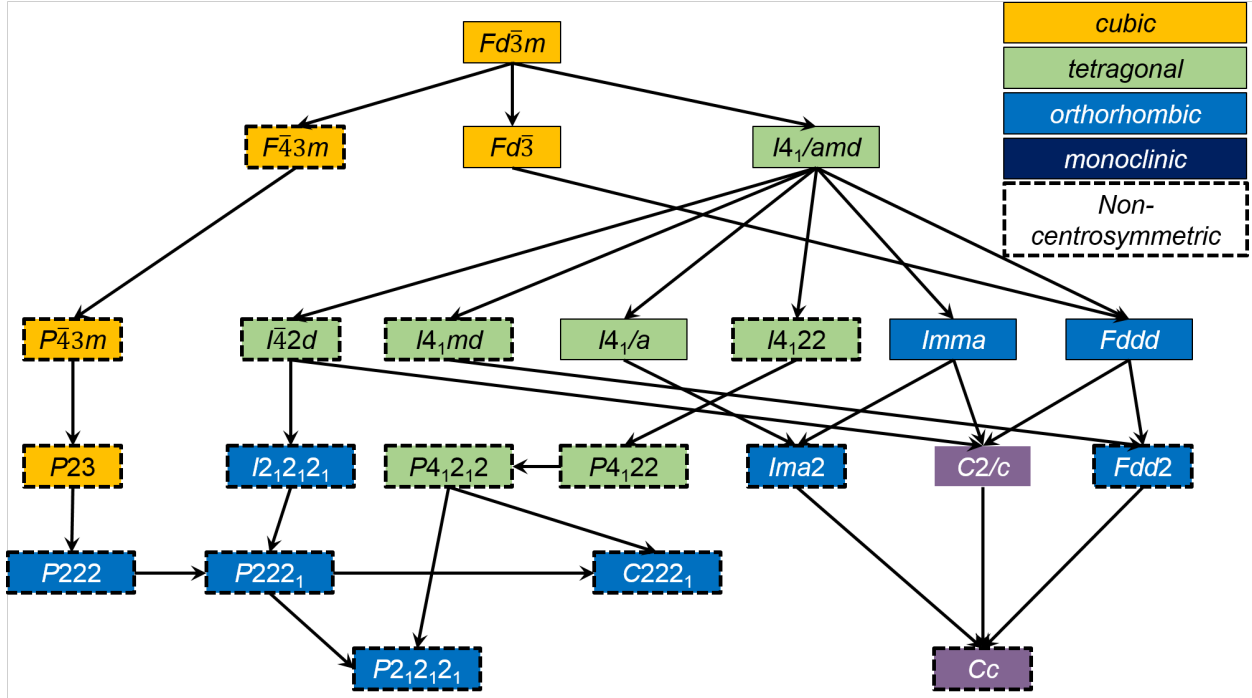 Fd3̅m
cubic
tetragonal
orthorhombic
monoclinic
Non-
centrosymmetric
F4̅3m
Fd3̅
I4₁/amd
P4̅3m
I4̅2d
I4₁md
I4₁/a
I4₁22
Imma
Fddd
P23
I2₁2₁2₁
P4₁2₁2
P4₁22
Ima2
C2/c
Fdd2
P222
P222₁
C222₁
P2₁2₁2₁
Cc